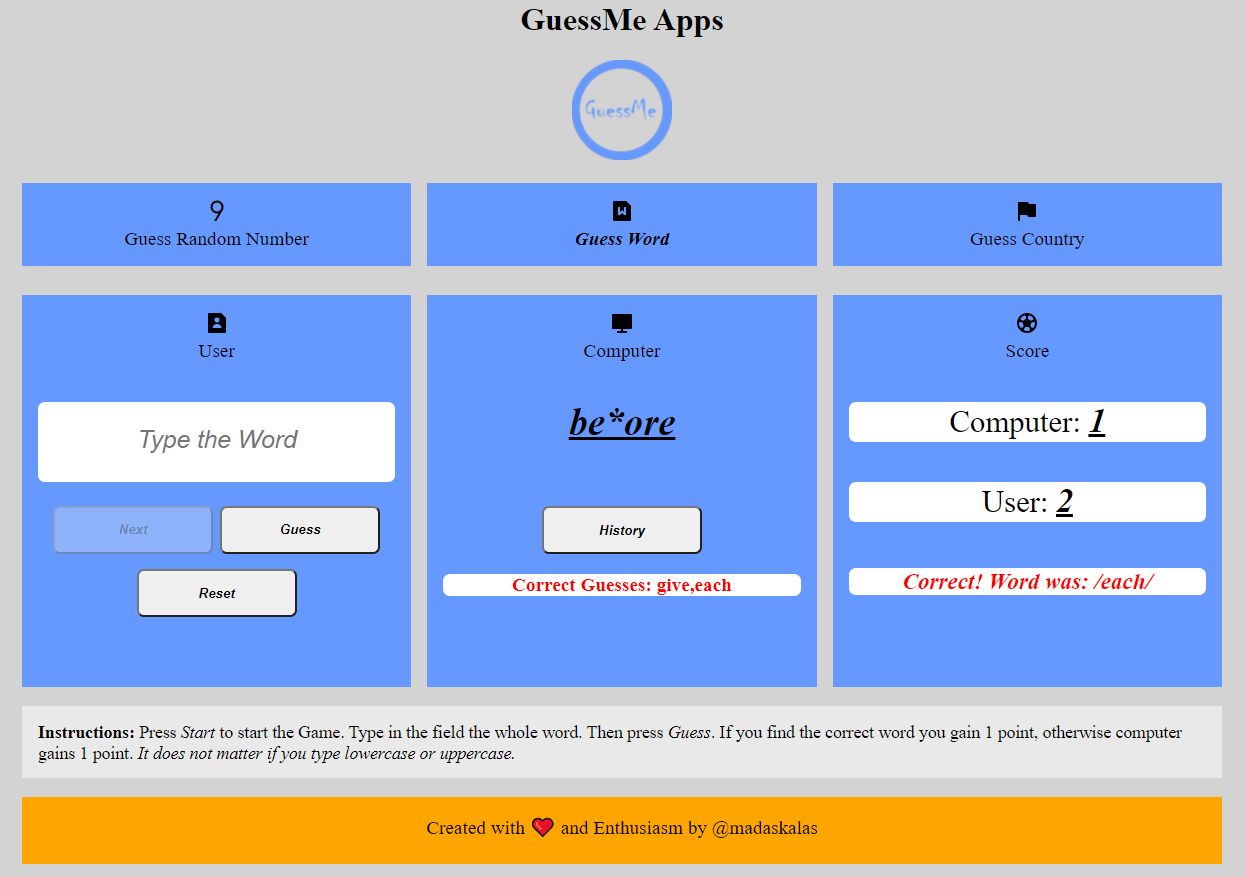 GuessMe Apps
GuessMe
Guess Random Number
Guess Word
Guess Country
User
Computer
Score
Type the Word
be*ore
Computer: 1
User: 2
Next
Guess
History
Reset
Correct Guesses: give,each
Correct! Word was: /each/
Instructions: Press Start to start the Game. Type in the field the whole word. Then press Guess. If you find the correct word you gain 1 point, otherwise computer
gains 1 point. It does not matter if you type lowercase or uppercase.
Created with ❤️ and Enthusiasm by @madaskalas